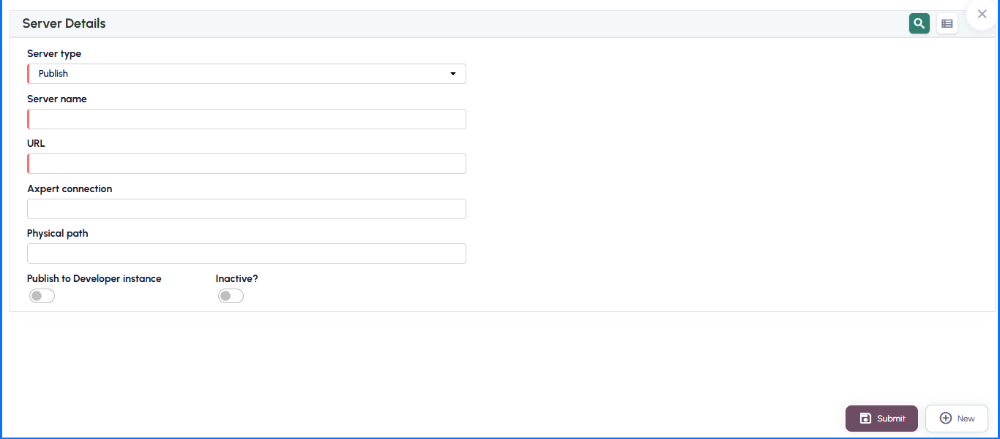 Server Details
Server type
Publish
Server name
URL
Axpert connection
Physical path
Publish to Developer instance Inactive?
Submit New